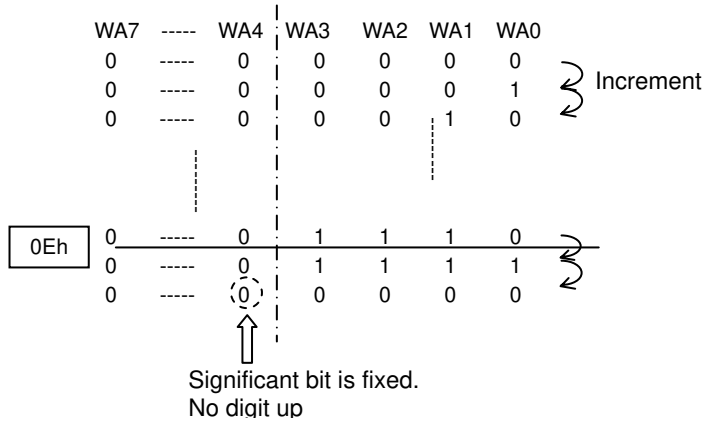 WA7 ----- WA4 WA3 WA2 WA1 WA0
0 ----- 0 0 0 0 0
0 ----- 0 0 0 0 1 Increment
0 ----- 0 0 0 1 0
0Eh 0 ----- 0 1 1 1 0
0 ----- 0 1 1 1 1
0 ----- 0 0 0 0 0
Significant bit is fixed.
No digit up